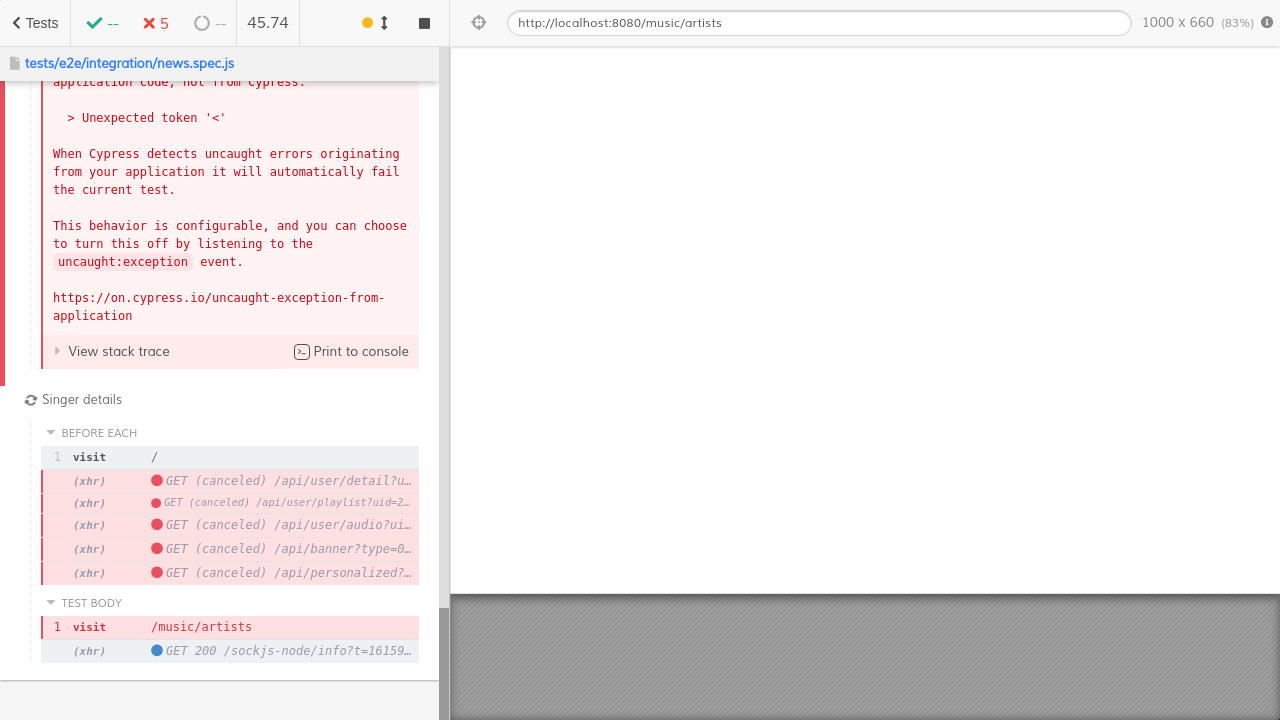 Tests -- 5 -- 45.74
http://localhost:8080/music/artists 1000 x 660 (83%)
tests/e2e/integration/news.spec.js
application code, not from Cypress.
> Unexpected token '<'
When Cypress detects uncaught errors originating
from your application it will automatically fail
the current test.
This behavior is configurable, and you can choose
to turn this off by listening to the
uncaught:exception event.
https://on.cypress.io/uncaught-exception-from-
application
View stack trace Print to console
Singer details
BEFORE EACH
1 visit /
(xhr) GET (canceled) /api/user/detail?u…
(xhr) GET (canceled) /api/user/playlist?uid=2…
(xhr) GET (canceled) /api/user/audio?ui…
(xhr) GET (canceled) /api/banner?type=0…
(xhr) GET (canceled) /api/personalized?…
TEST BODY
1 visit /music/artists
(xhr) GET 200 /sockjs-node/info?t=16159…